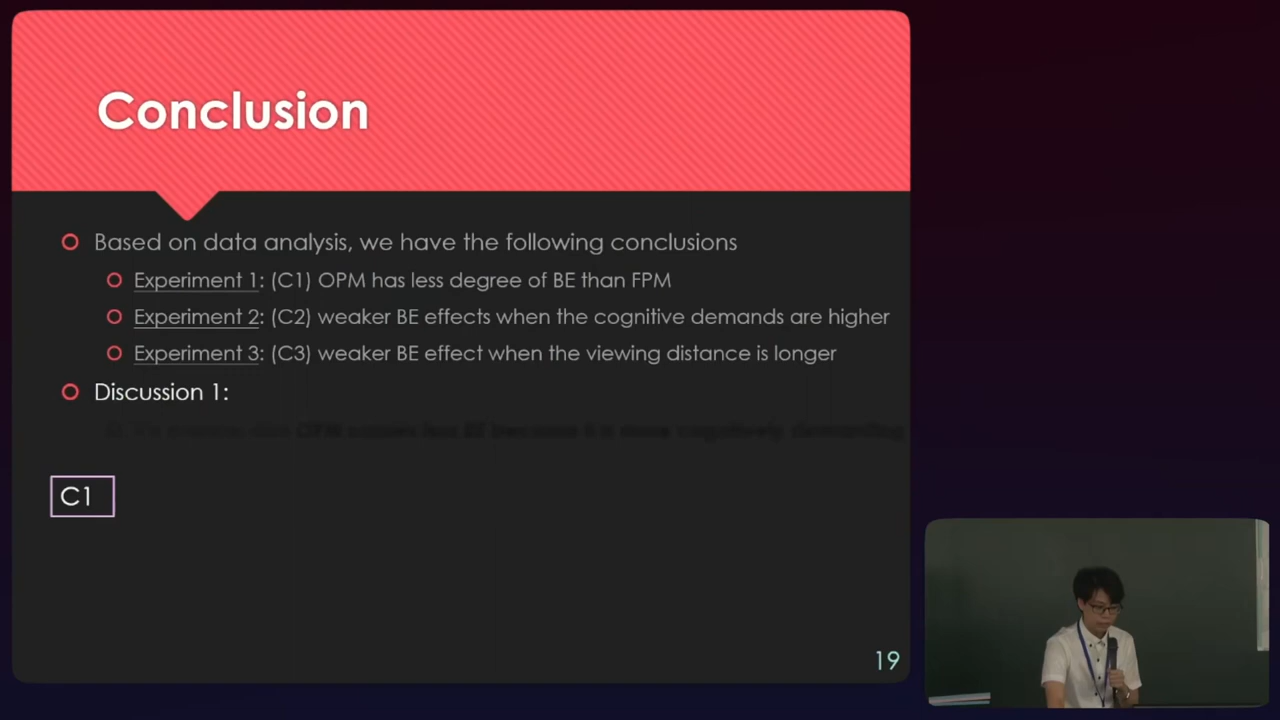 Conclusion
Based on data analysis, we have the following conclusions
Experiment 1: (C1) OPM has less degree of BE than FPM
Experiment 2: (C2) weaker BE effects when the cognitive demands are higher
Experiment 3: (C3) weaker BE effect when the viewing distance is longer
Discussion 1:
C1
19